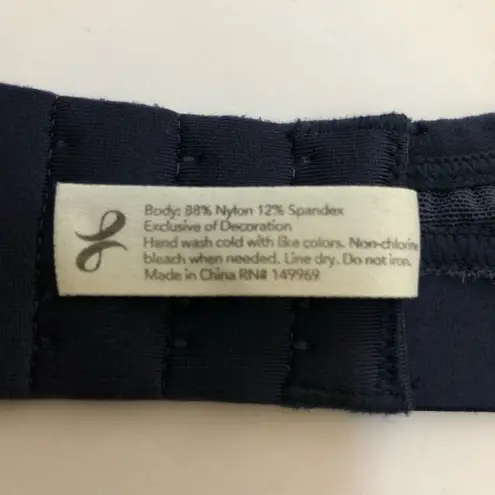 Body: 88% Nylon 12% Spandex
Exclusive of Decoration
Hand wash cold with like colors. Non-chlorine
bleach when needed. Line dry. Do not iron.
Made in China RN# 149969